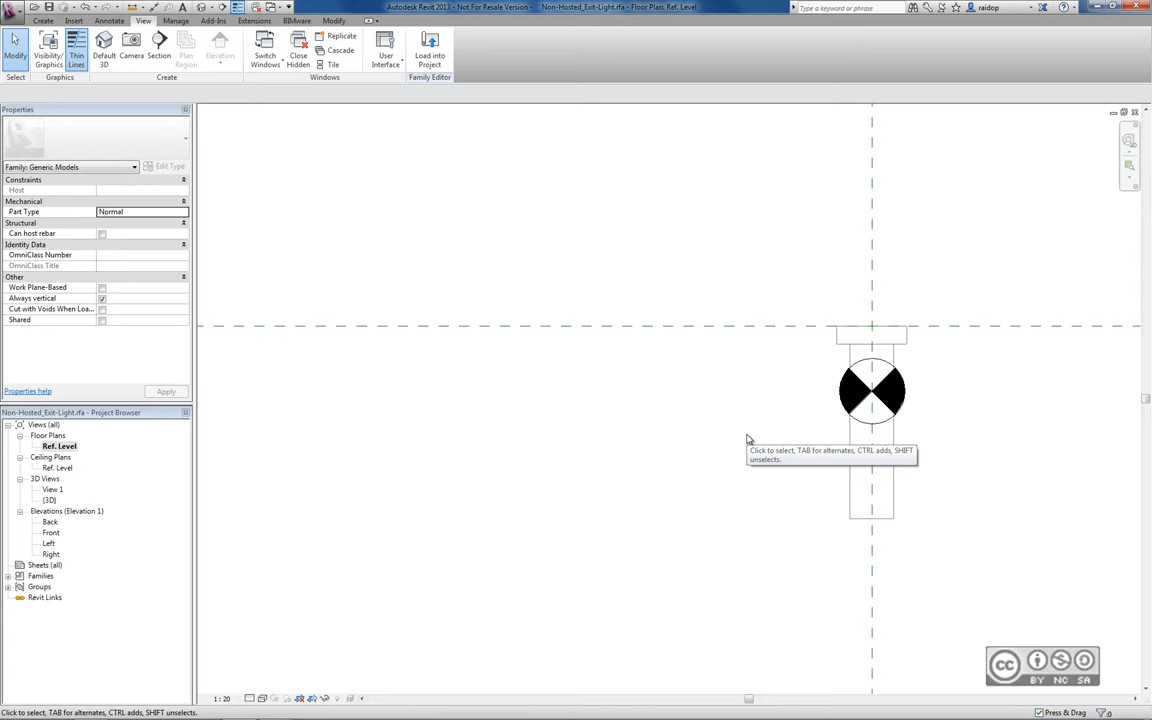 Autodesk Revit 2013 - Not For Resale Version - Non-Hosted_Exit-Light.rfa - Floor Plan: Ref. Level
Type a keyword or phrase
raidop
Create Insert Annotate View Manage Add-Ins Extensions BIMware Modify
Modify
Visibility/ Graphics
Thin Lines
Default 3D
Camera
Section
Plan Region
Elevation
Switch Windows
Close Hidden
Replicate
Cascade
Tile
User Interface
Load into Project
Select Graphics Create Windows Family Editor
Properties
Family: Generic Models Edit Type
Constraints
Host
Mechanical
Part Type Normal
Structural
Can host rebar
Identity Data
OmniClass Number
OmniClass Title
Other
Work Plane-Based
Always vertical
Cut with Voids When Loa...
Shared
Properties help Apply
Non-Hosted_Exit-Light.rfa - Project Browser
Views (all)
Floor Plans
Ref. Level
Ceiling Plans
Ref. Level
3D Views
View 1
{3D}
Elevations (Elevation 1)
Back
Front
Left
Right
Sheets (all)
Families
Groups
Revit Links
Click to select, TAB for alternates, CTRL adds, SHIFT
unselects.
cc
BY NC SA
1 : 20
Click to select, TAB for alternates, CTRL adds, SHIFT unselects.
Press & Drag
:0